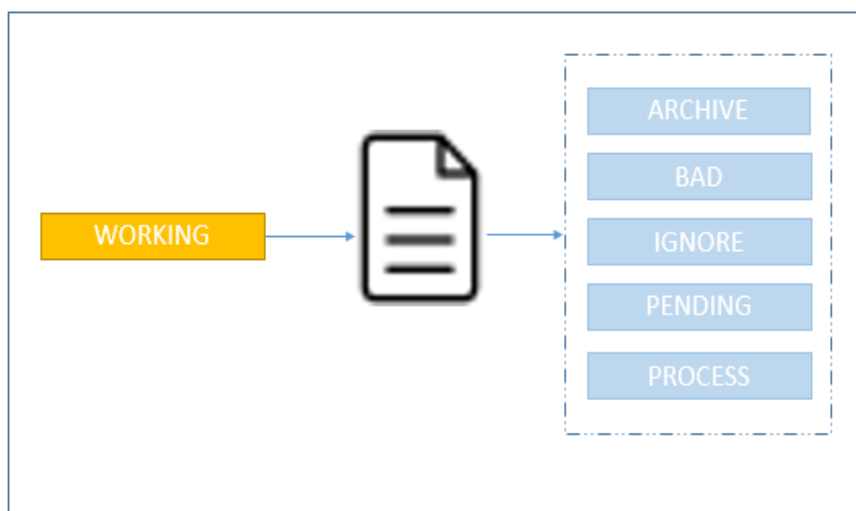 WORKING
ARCHIVE
BAD
IGNORE
PENDING
PROCESS